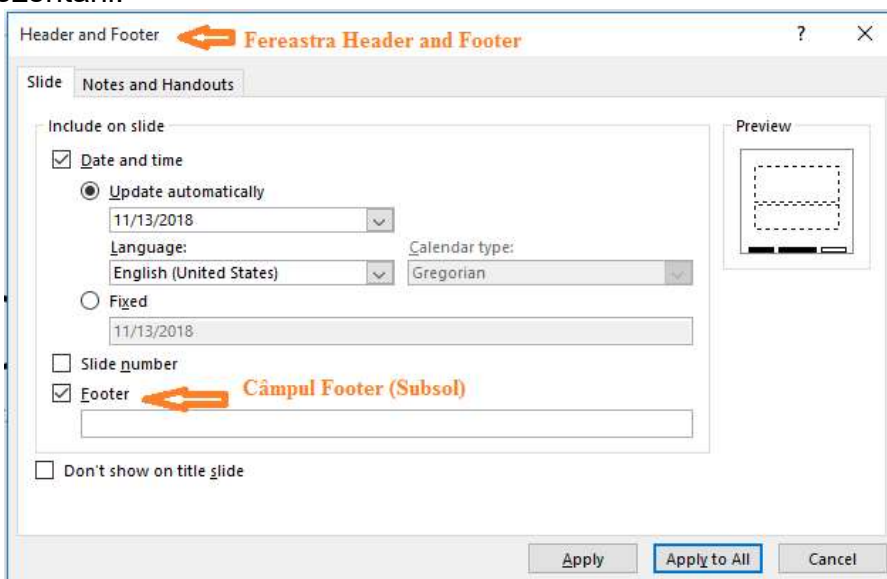 Header and Footer Fereastra Header and Footer ?
Slide Notes and Handouts
Include on slide Preview
Date and time
Update automatically
11/13/2018
Language: Calendar type:
English (United States) Gregorian
Fixed
11/13/2018
Slide number
Footer Câmpul Footer (Subsol)
Don't show on title slide
Apply Apply to All Cancel